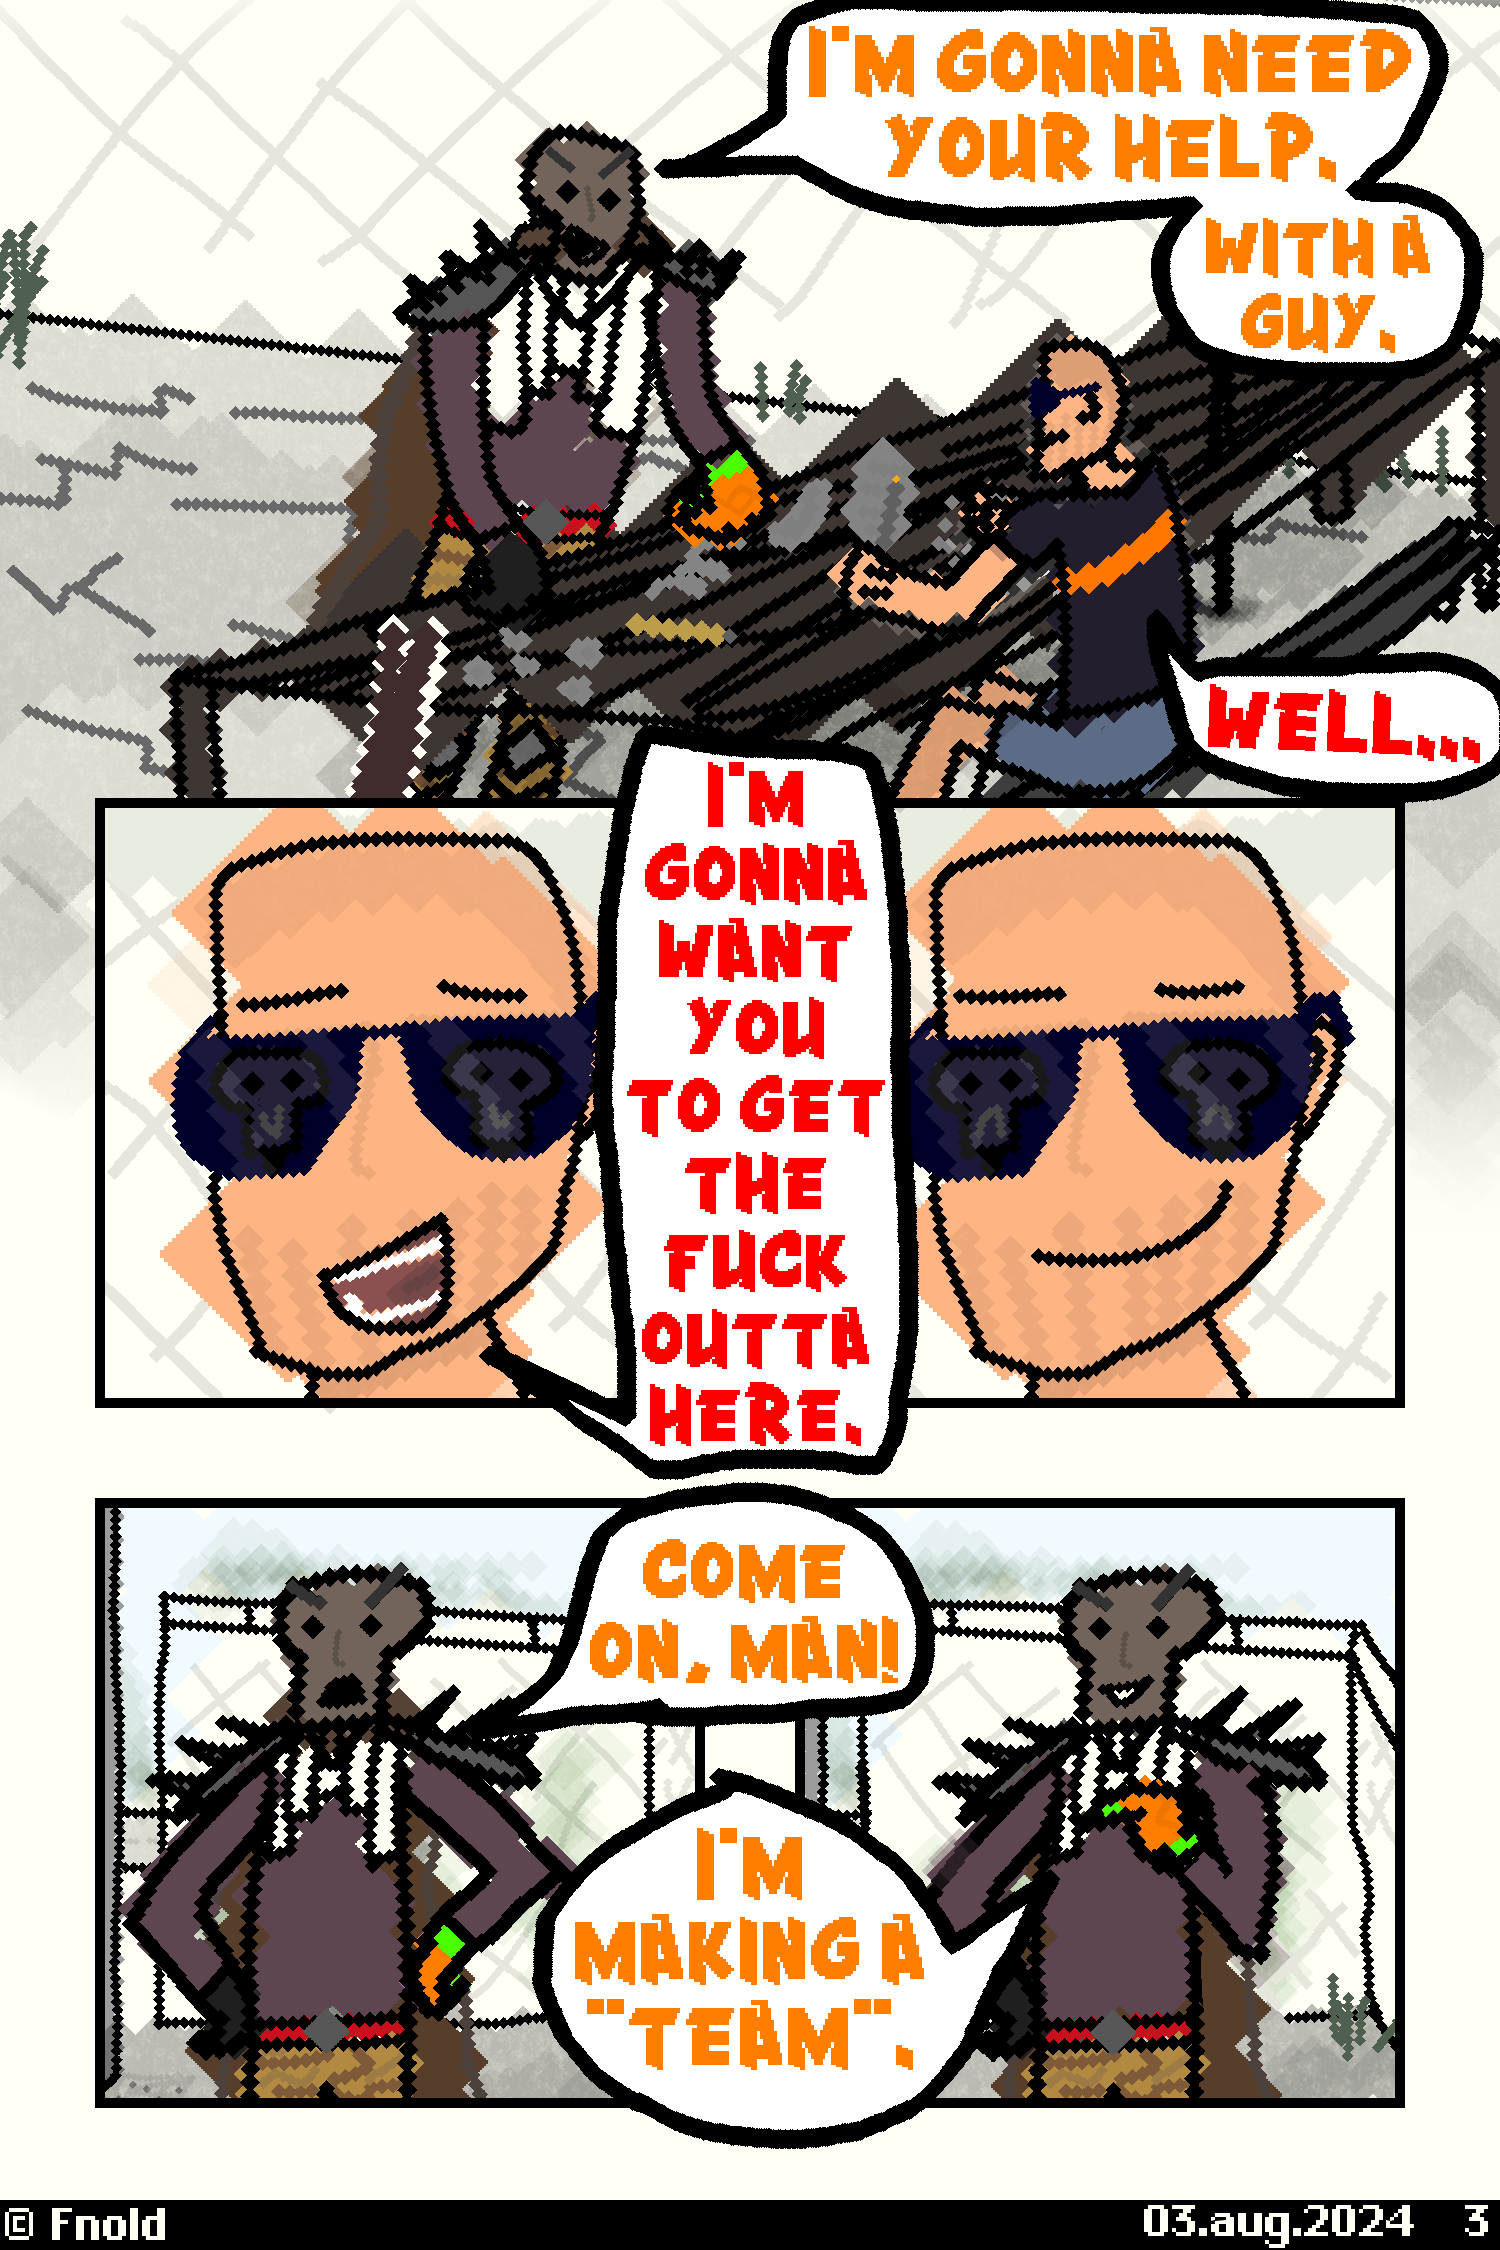 I'M GONNA NEED
YOUR HELP.
WITH A
GUY.
WELL...
I'M
GONNA
WANT
YOU
TO GET
THE
FUCK
OUTTA
HERE.
COME
ON, MAN!
I'M
MAKING A
"TEAM".
© Fnold
03.aug.2024 3